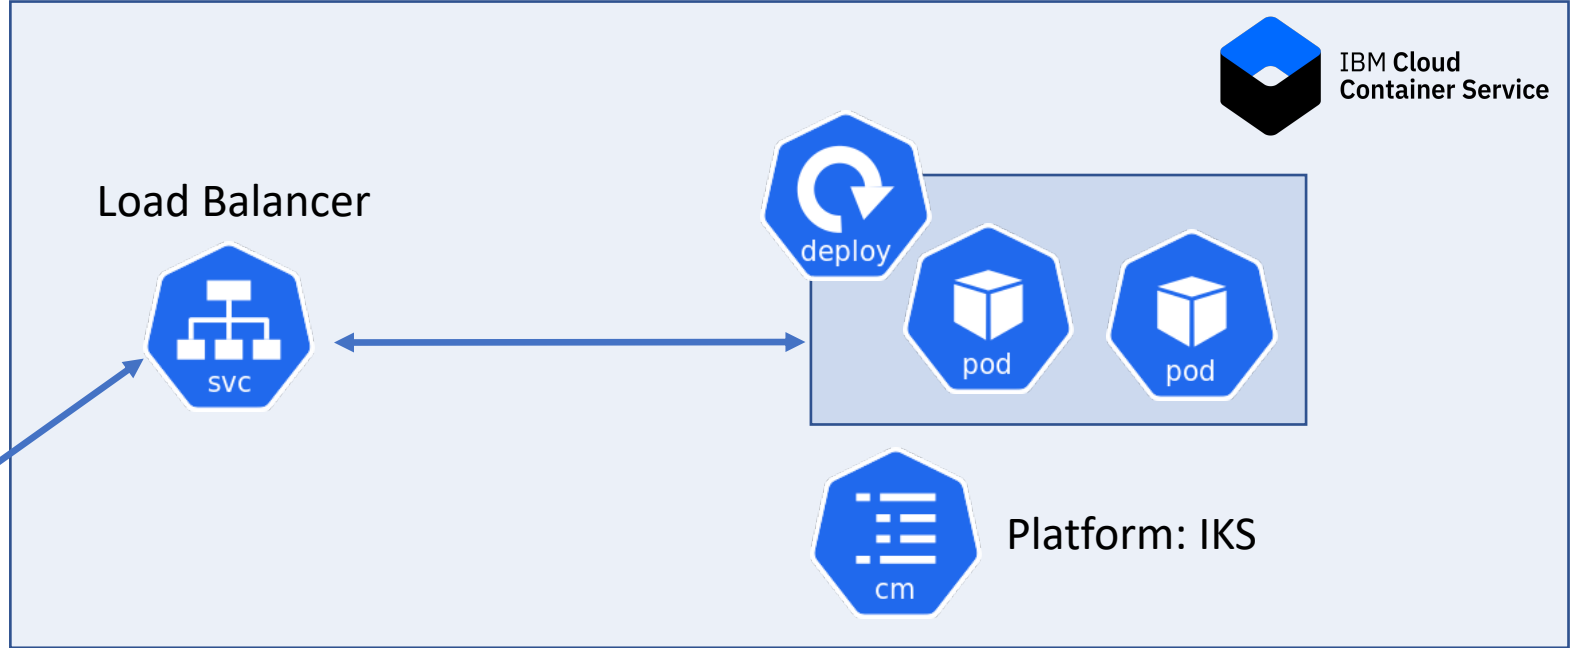 IBM Cloud
Container Service
Load Balancer
deploy
pod
pod
svc
Platform: IKS
cm